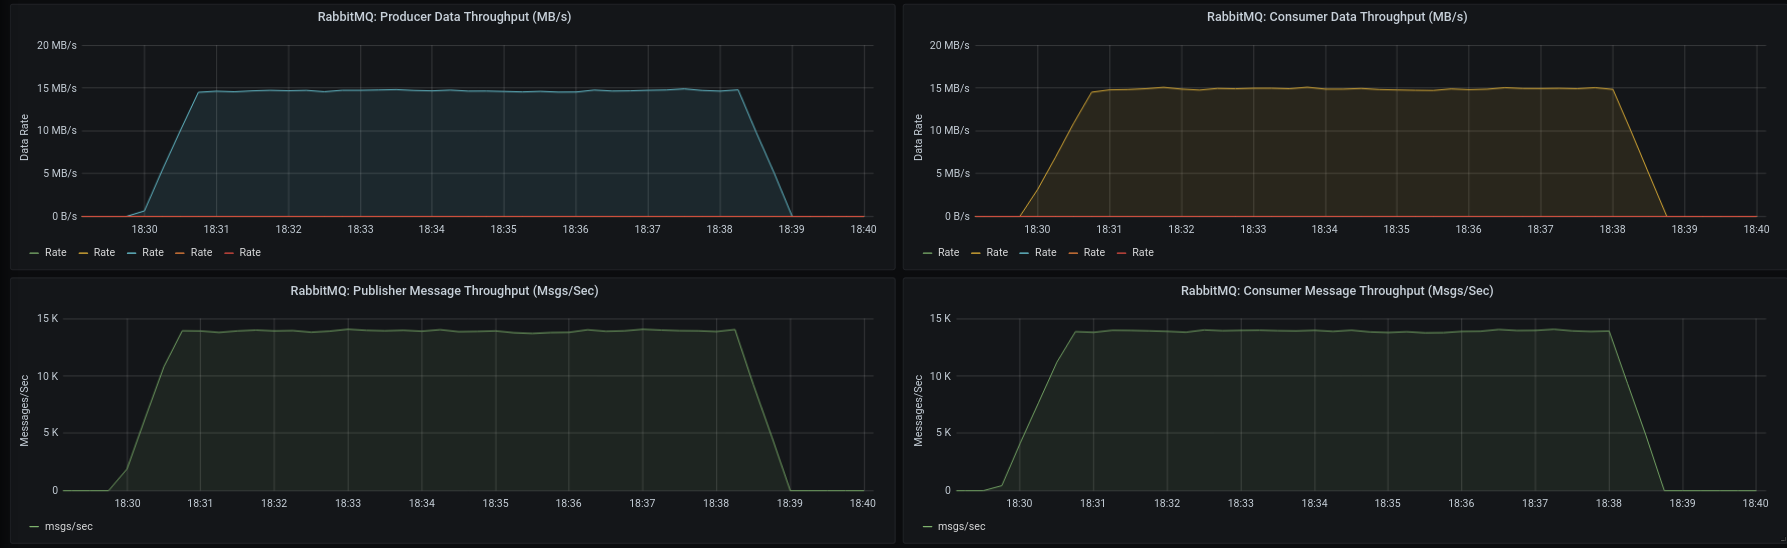 RabbitMQ: Producer Data Throughput (MB/s)
Data Rate
20 MB/s
15 MB/s
10 MB/s
5 MB/s
0 B/s
18:30 18:31 18:32 18:33 18:34 18:35 18:36 18:37 18:38 18:39 18:40
Rate Rate Rate Rate Rate
RabbitMQ: Consumer Data Throughput (MB/s)
Data Rate
20 MB/s
15 MB/s
10 MB/s
5 MB/s
0 B/s
18:30 18:31 18:32 18:33 18:34 18:35 18:36 18:37 18:38 18:39 18:40
Rate Rate Rate Rate Rate
RabbitMQ: Publisher Message Throughput (Msgs/Sec)
Messages/Sec
15 K
10 K
5 K
0
18:30 18:31 18:32 18:33 18:34 18:35 18:36 18:37 18:38 18:39 18:40
msgs/sec
RabbitMQ: Consumer Message Throughput (Msgs/Sec)
Messages/Sec
15 K
10 K
5 K
0
18:30 18:31 18:32 18:33 18:34 18:35 18:36 18:37 18:38 18:39 18:40
msgs/sec